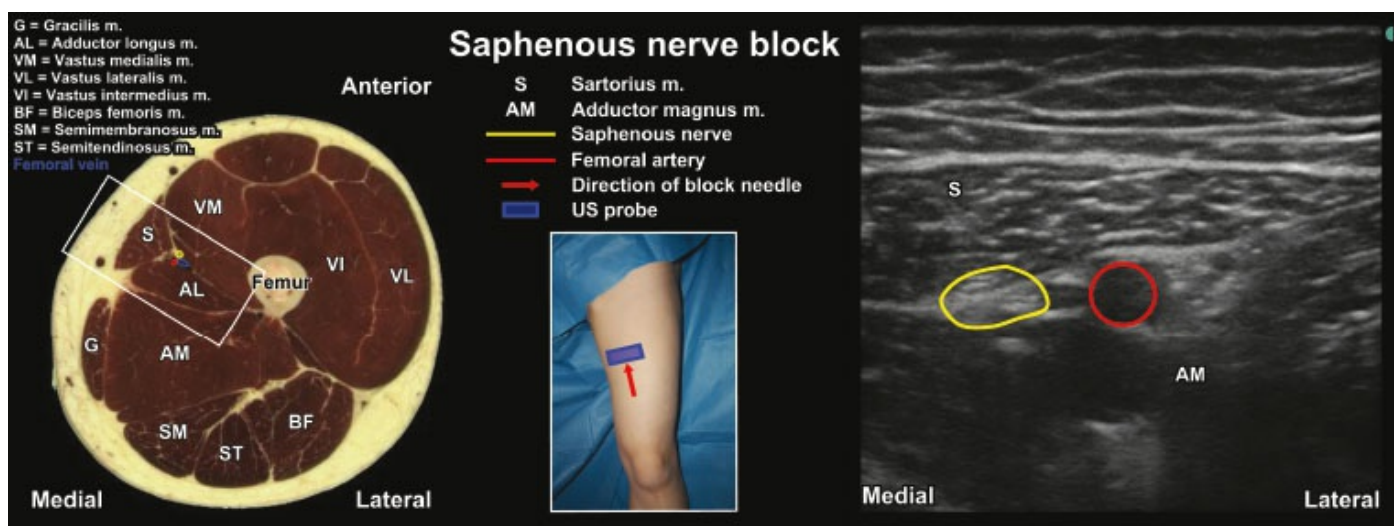 G = Gracilis m.
AL = Adductor longus m.
VM = Vastus medialis m.
VL = Vastus lateralis m.
VI = Vastus intermedius m.
BF = Biceps femoris m.
SM = Semimembranosus m.
ST = Semitendinosus m.
Femoral vein
Anterior
VM
S
AL
Femur
VI
VL
G
AM
SM
ST
BF
Medial
Lateral
Saphenous nerve block
S Sartorius m.
AM Adductor magnus m.
Saphenous nerve
Femoral artery
Direction of block needle
US probe
S
AM
Medial
Lateral